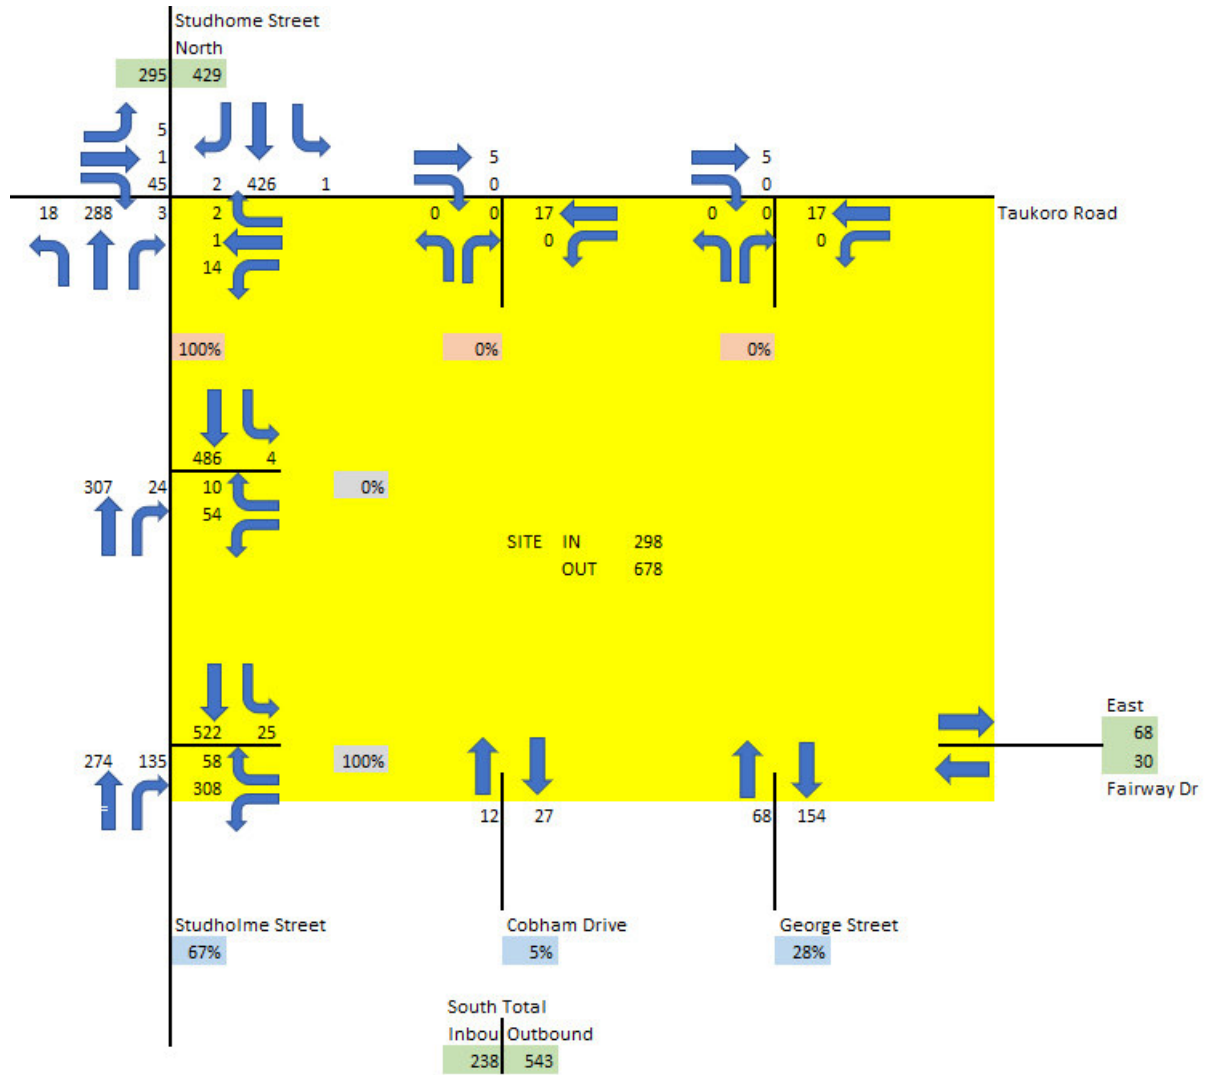 Studhome Street
North
295 429
5
1
45 2 426 1
5
0
5
0
18 288 3 2
1
14
0 0 17
0
0 0 17
0
Taukoro Road
100% 0% 0%
486 4
307 24 10 0%
54
SITE IN 298
OUT 678
522 25
274 135 58 100%
308
=
12 27
68 154
East
68
30
Fairway Dr
Studholme Street Cobham Drive George Street
67% 5% 28%
South Total
Inbou Outbound
238 543